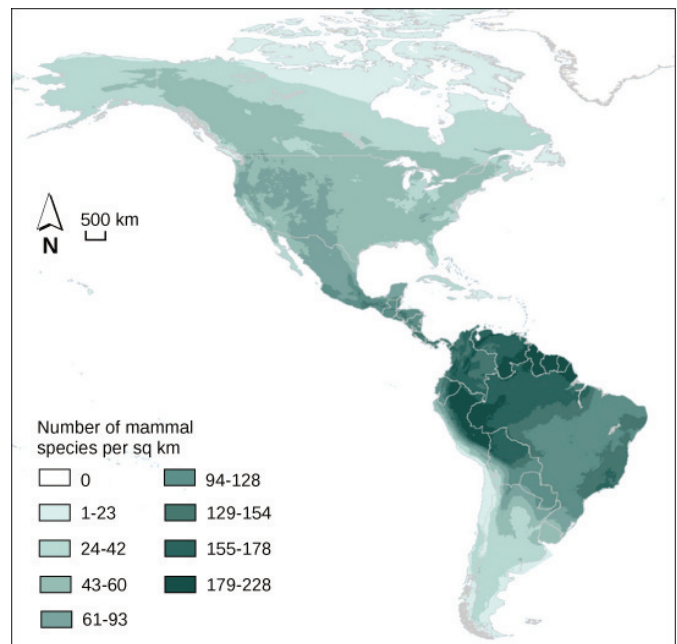 500 km
N
Number of mammal
species per sq km
0
1-23
24-42
43-60
61-93
94-128
129-154
155-178
179-228